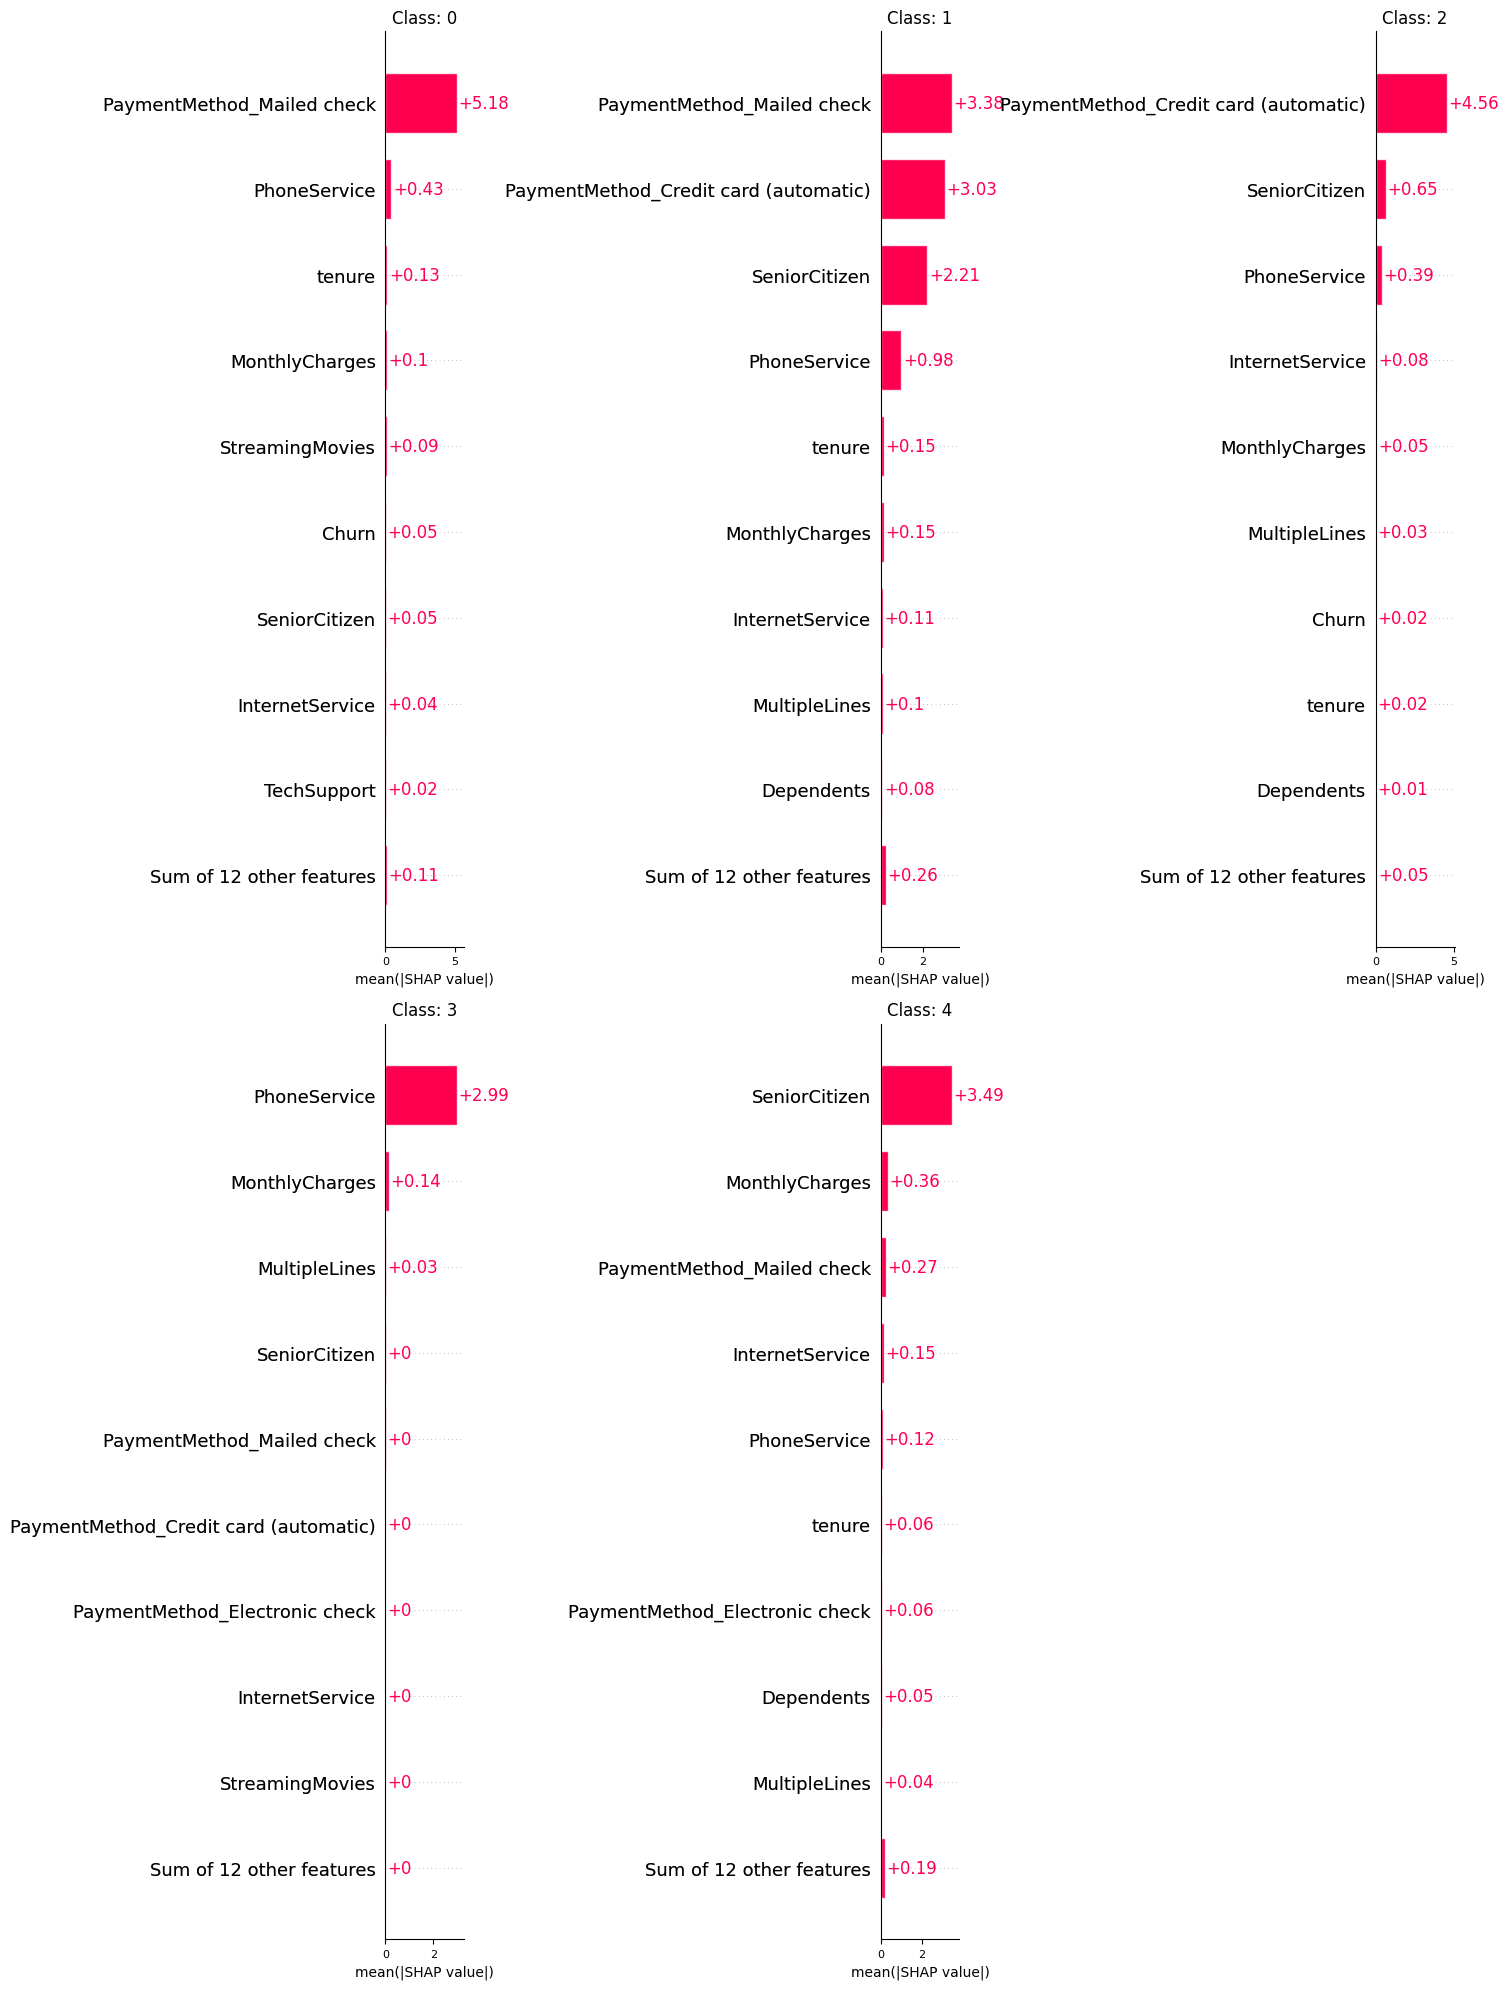 Class: 0
PaymentMethod_Mailed check +5.18
PhoneService +0.43
tenure +0.13
MonthlyCharges +0.1
StreamingMovies +0.09
Churn +0.05
SeniorCitizen +0.05
InternetService +0.04
TechSupport +0.02
Sum of 12 other features +0.11
0 5
mean(|SHAP value|)
Class: 1
PaymentMethod_Mailed check +3.38
PaymentMethod_Credit card (automatic) +3.03
SeniorCitizen +2.21
PhoneService +0.98
tenure +0.15
MonthlyCharges +0.15
InternetService +0.11
MultipleLines +0.1
Dependents +0.08
Sum of 12 other features +0.26
0 2
mean(|SHAP value|)
Class: 2
PaymentMethod_Credit card (automatic) +4.56
SeniorCitizen +0.65
PhoneService +0.39
InternetService +0.08
MonthlyCharges +0.05
MultipleLines +0.03
Churn +0.02
tenure +0.02
Dependents +0.01
Sum of 12 other features +0.05
0 5
mean(|SHAP value|)
Class: 3
PhoneService +2.99
MonthlyCharges +0.14
MultipleLines +0.03
SeniorCitizen +0
PaymentMethod_Mailed check +0
PaymentMethod_Credit card (automatic) +0
PaymentMethod_Electronic check +0
InternetService +0
StreamingMovies +0
Sum of 12 other features +0
0 2
mean(|SHAP value|)
Class: 4
SeniorCitizen +3.49
MonthlyCharges +0.36
PaymentMethod_Mailed check +0.27
InternetService +0.15
PhoneService +0.12
tenure +0.06
PaymentMethod_Electronic check +0.06
Dependents +0.05
MultipleLines +0.04
Sum of 12 other features +0.19
0 2
mean(|SHAP value|)